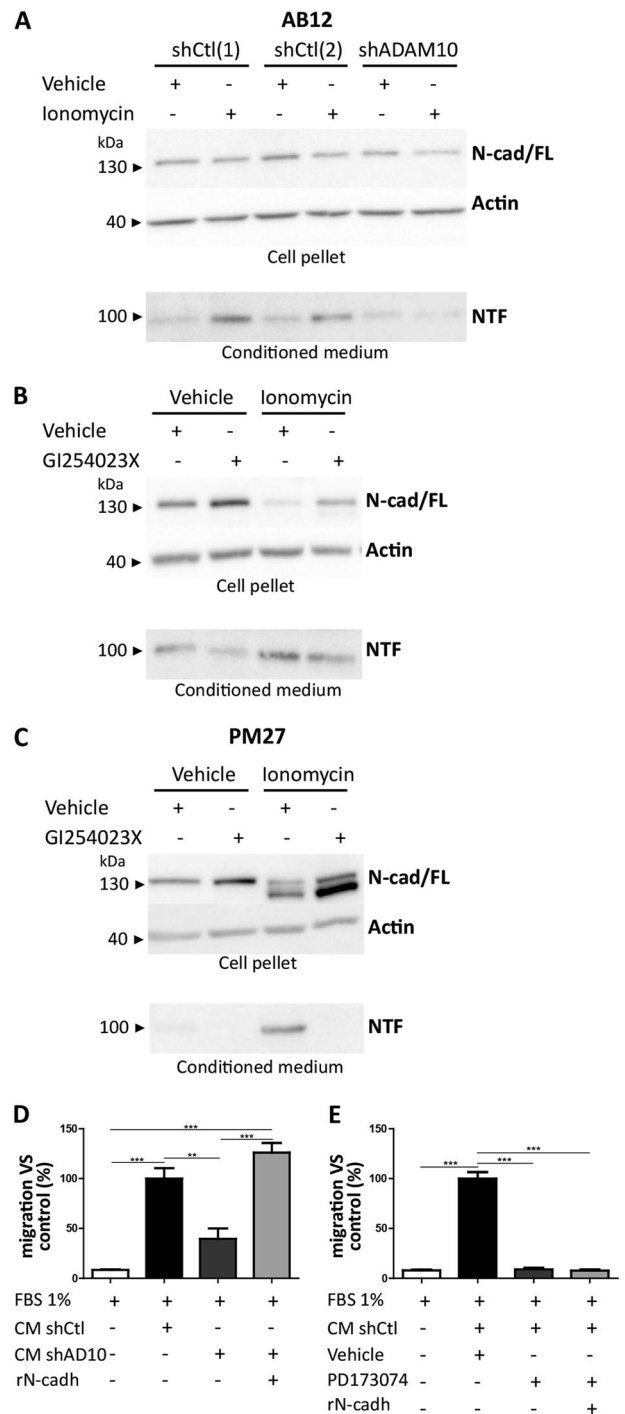 A
AB12
shCtl(1) shCtl(2) shADAM10
Vehicle + - + - + -
Ionomycin - + - + - +
kDa
130 ► N-cad/FL
40 ► Actin
Cell pellet
100 ► NTF
Conditioned medium
B
Vehicle Ionomycin
Vehicle + - + -
GI254023X - + - +
kDa
130 ► N-cad/FL
40 ► Actin
Cell pellet
100 ► NTF
Conditioned medium
C
PM27
Vehicle Ionomycin
Vehicle + - + -
GI254023X - + - +
kDa
130 ► N-cad/FL
40 ► Actin
Cell pellet
100 ► NTF
Conditioned medium
D
migration VS
control (%)
150
100
50
0
***
*** ** ***
FBS 1% + + + +
CM shCtl - + - -
CM shAD10 - - + +
rN-cadh - - - +
E
migration VS
control (%)
150
100
50
0
***
*** ***
FBS 1% + + + +
CM shCtl - + + +
Vehicle - + - -
PD173074 - - + +
rN-cadh - - - +